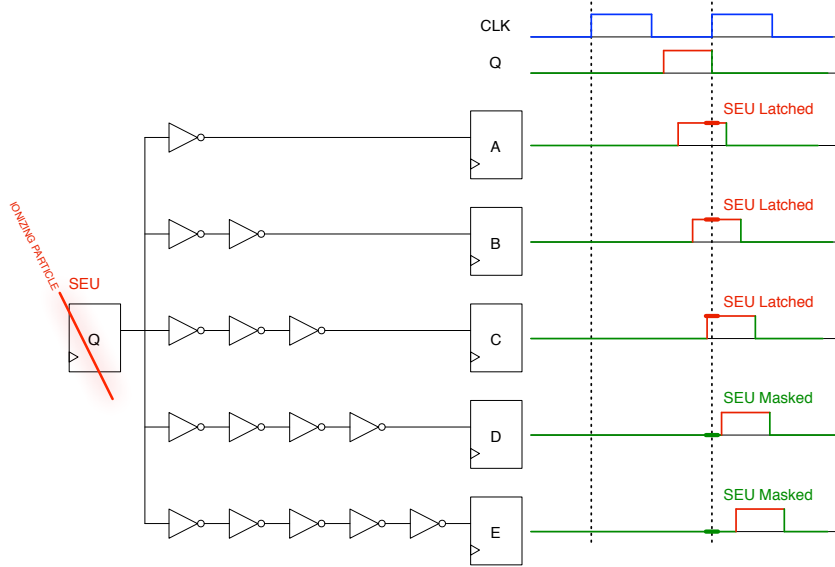 CLK
Q
SEU Latched
A
SEU Latched
B
IONIZING PARTICLE
SEU
Q
SEU Latched
C
SEU Masked
D
SEU Masked
E